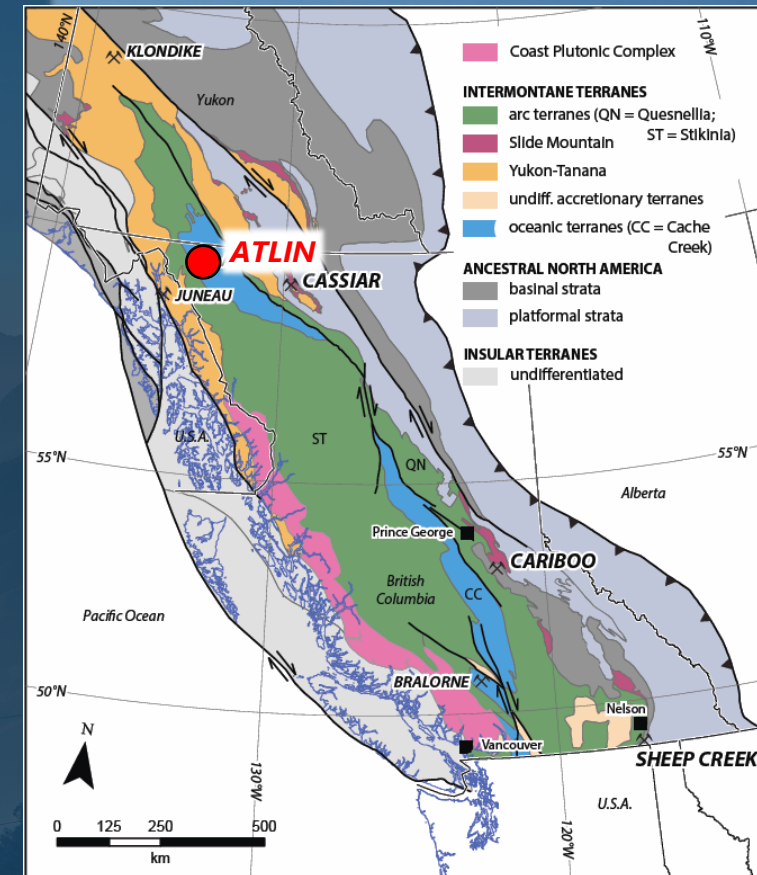 140°W
110°W
KLONDIKE
Yukon
Coast Plutonic Complex
INTERMONTANE TERRANES
arc terranes (QN = Quesnellia;
ST = Stikinia)
Slide Mountain
Yukon-Tanana
undiff. accretionary terranes
oceanic terranes (CC = Cache
Creek)
ANCESTRAL NORTH AMERICA
basinal strata
platformal strata
INSULAR TERRANES
undifferentiated
ATLIN
CASSIAR
JUNEAU
U.S.A.
ST
QN
55°N
55°N
Alberta
Prince George
CARIBOO
British
Columbia
CC
Pacific Ocean
50°N
BRALORNE
Nelson
Vancouver
SHEEP CREEK
N
130°W
120°W
U.S.A.
0 125 250 500
km